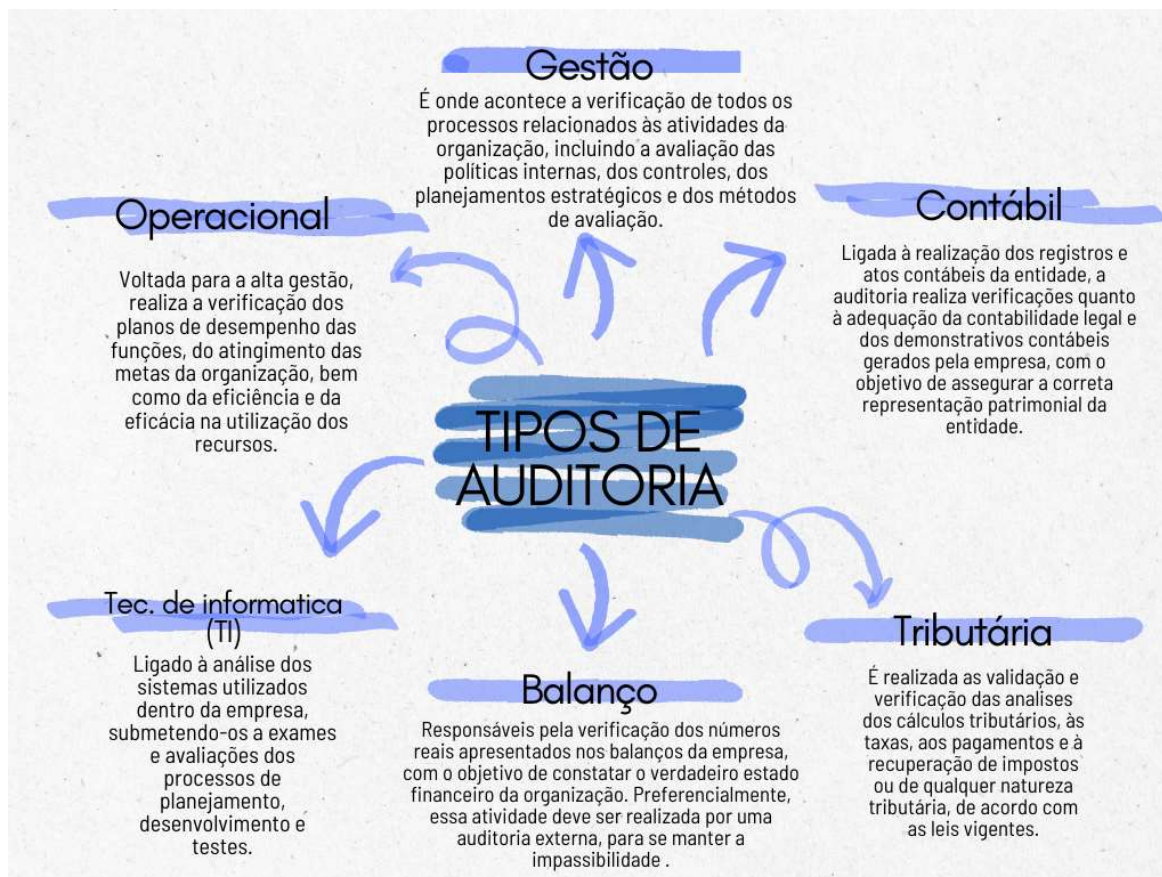 Gestão
É onde acontece a verificação de todos os
processos relacionados às atividades da
organização, incluindo a avaliação das
políticas internas, dos controles, dos
planejamentos estratégicos e dos métodos
de avaliação.
Operacional
Voltada para a alta gestão,
realiza a verificação dos
planos de desempenho das
funções, do atingimento das
metas da organização, bem
como da eficiência e da
eficácia na utilização dos
recursos.
Contábil
Ligada à realização dos registros e
atos contábeis da entidade, a
auditoria realiza verificações quanto
à adequação da contabilidade legal e
dos demonstrativos contábeis
gerados pela empresa, com o
objetivo de assegurar a correta
representação patrimonial da
entidade.
TIPOS DE
AUDITORIA
Tec. de informatica
(TI)
Ligado à análise dos
sistemas utilizados
dentro da empresa,
submetendo-os a exames
e avaliações dos
processos de
planejamento,
desenvolvimento e
testes.
Balanço
Responsáveis pela verificação dos números
reais apresentados nos balanços da empresa,
com o objetivo de constatar o verdadeiro estado
financeiro da organização. Preferencialmente,
essa atividade deve ser realizada por uma
auditoria externa, para se manter a
impassibilidade .
Tributária
É realizada as validação e
verificação das analises
dos cálculos tributários, às
taxas, aos pagamentos e à
recuperação de impostos
ou de qualquer natureza
tributária, de acordo com
as leis vigentes.